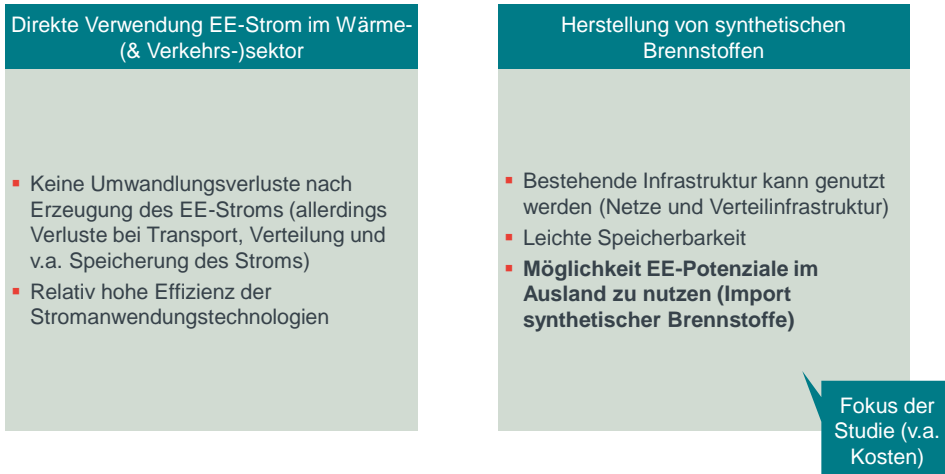 Direkte Verwendung EE-Strom im Wärme-
(& Verkehrs-)sektor
▪ Keine Umwandlungsverluste nach
Erzeugung des EE-Stroms (allerdings
Verluste bei Transport, Verteilung und
v.a. Speicherung des Stroms)
▪ Relativ hohe Effizienz der
Stromanwendungstechnologien
Herstellung von synthetischen
Brennstoffen
▪ Bestehende Infrastruktur kann genutzt
werden (Netze und Verteilinfrastruktur)
▪ Leichte Speicherbarkeit
▪ Möglichkeit EE-Potenziale im
Ausland zu nutzen (Import
synthetischer Brennstoffe)
Fokus der
Studie (v.a.
Kosten)